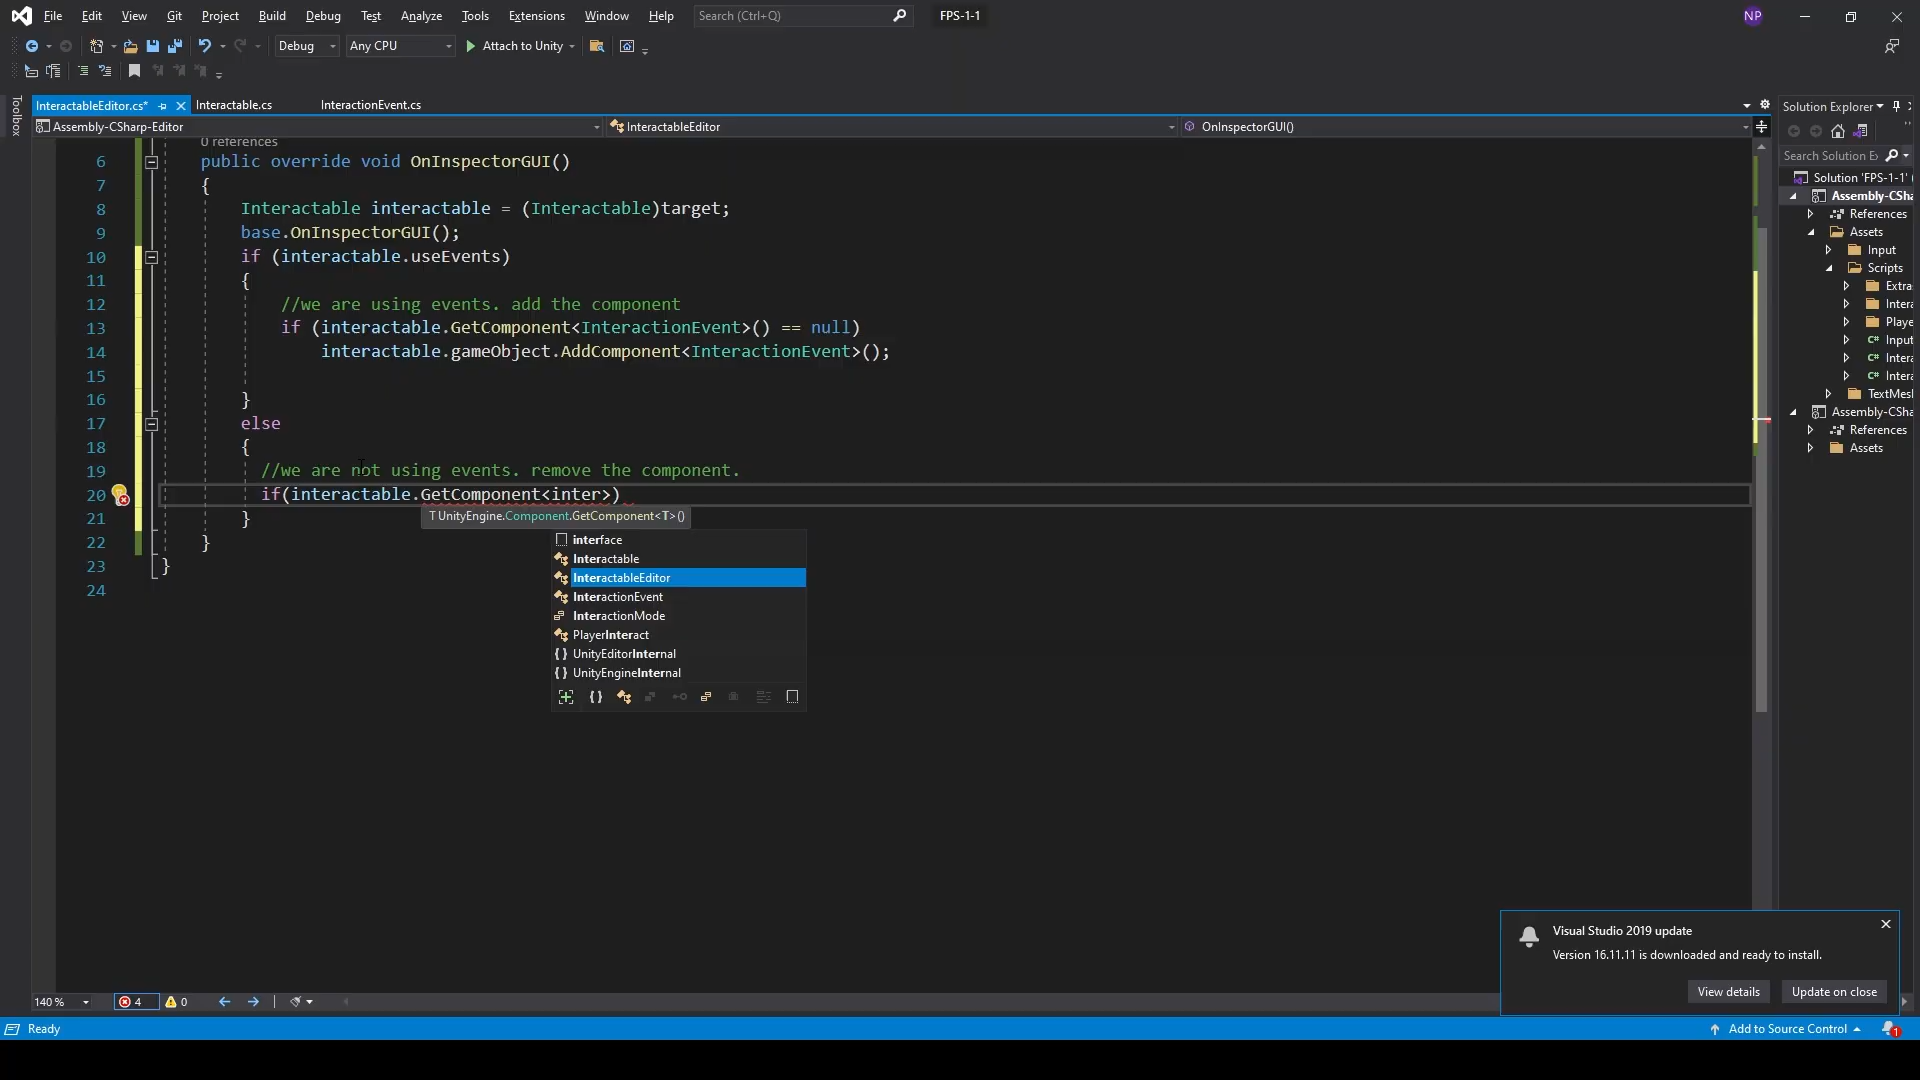 File Edit View Git Project Build Debug Test Analyze Tools Extensions Window Help Search (Ctrl+Q) FPS-1-1 NP
Debug Any CPU Attach to Unity
InteractableEditor.cs* Interactable.cs InteractionEvent.cs
Toolbox
Assembly-CSharp-Editor InteractableEditor OnInspectorGUI()
0 references
6 public override void OnInspectorGUI()
7 {
8 Interactable interactable = (Interactable)target;
9 base.OnInspectorGUI();
10 if (interactable.useEvents)
11 {
12 //we are using events. add the component
13 if (interactable.GetComponent<InteractionEvent>() == null)
14 interactable.gameObject.AddComponent<InteractionEvent>();
15
16 }
17 else
18 {
19 //we are not using events. remove the component.
20 if(interactable.GetComponent<inter>)
21 }
22 }
23 }
24
T UnityEngine.Component.GetComponent<T>()
interface
Interactable
InteractableEditor
InteractionEvent
InteractionMode
PlayerInteract
{ } UnityEditorInternal
{ } UnityEngineInternal
Solution Explorer
Search Solution Ex
Solution 'FPS-1-1' (
Assembly-CSha
References
Assets
Input
Scripts
Extra
Intera
Playe
C# Input
C# Intera
C# Intera
TextMesh
Assembly-CSha
References
Assets
Visual Studio 2019 update
Version 16.11.11 is downloaded and ready to install.
View details Update on close
140 % 4 0
Ready Add to Source Control 1